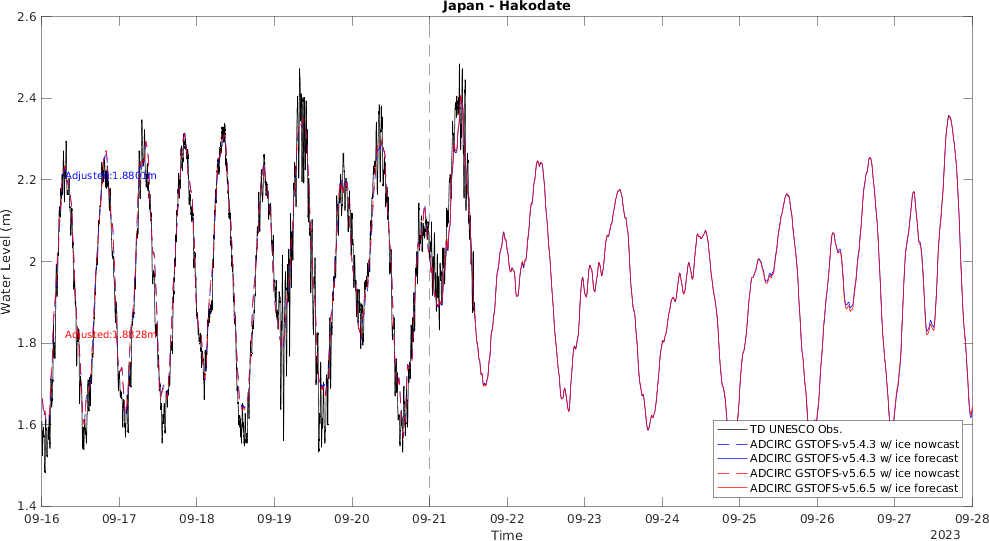 Japan - Hakodate
2.6
2.4
2.2
2
1.8
1.6
1.4
Water Level (m)
Adjusted:1.8801m
Adjusted:1.8828m
TD UNESCO Obs.
ADCIRC GSTOFS-v5.4.3 w/ ice nowcast
ADCIRC GSTOFS-v5.4.3 w/ ice forecast
ADCIRC GSTOFS-v5.6.5 w/ ice nowcast
ADCIRC GSTOFS-v5.6.5 w/ ice forecast
09-16 09-17 09-18 09-19 09-20 09-21 09-22 09-23 09-24 09-25 09-26 09-27 09-28
Time
2023